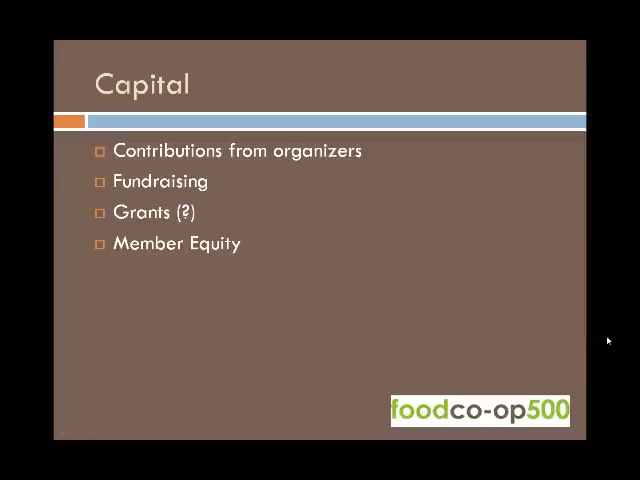 Capital
Contributions from organizers
Fundraising
Grants (?)
Member Equity
foodco-op500